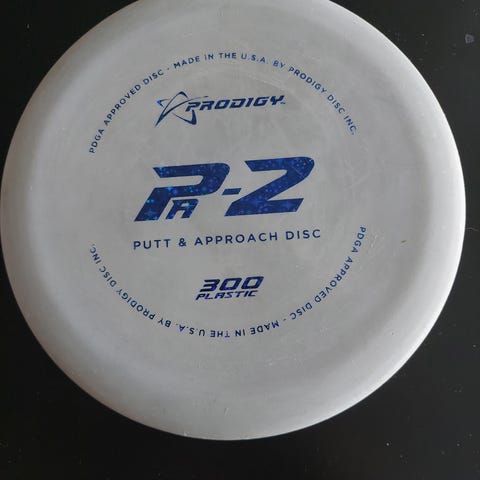 PDGA APPROVED DISC - MADE IN THE U.S.A. BY PRODIGY DISC INC.
PRODIGY™
PA-2
PUTT & APPROACH DISC
300
PLASTIC
PDGA APPROVED DISC - MADE IN THE U.S.A. BY PRODIGY DISC INC.